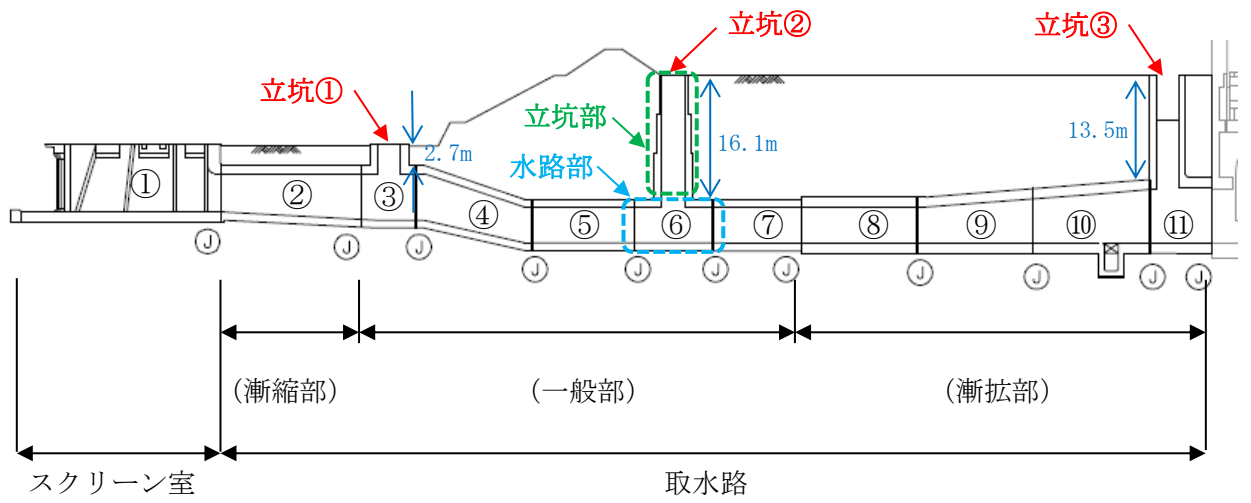 立坑②
立坑③
立坑①
立坑部
2.7m
16.1m
13.5m
水路部
①
②
③
④
⑤
⑥
⑦
⑧
⑨
⑩
⑪
Ⓙ
Ⓙ
Ⓙ
Ⓙ
Ⓙ
Ⓙ
Ⓙ
Ⓙ
Ⓙ
Ⓙ
Ⓙ
(漸縮部)
(一般部)
(漸拡部)
スクリーン室
取水路